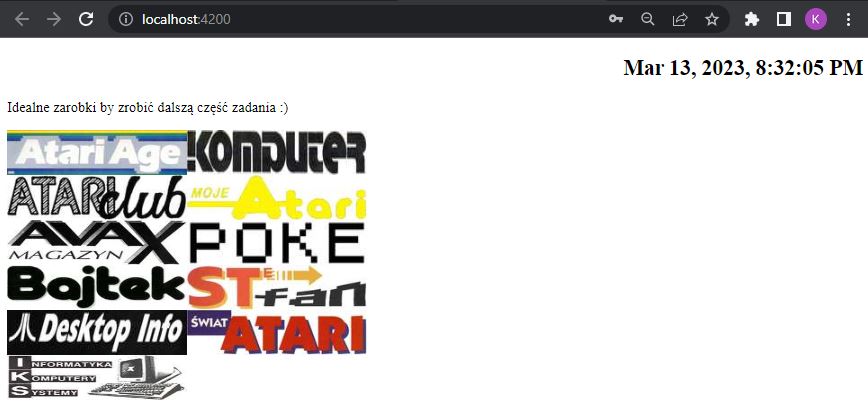 localhost:4200
K
Mar 13, 2023, 8:32:05 PM
Idealne zarobki by zrobić dalszą część zadania :)
Atari Age
KOMPUTER
ATARI club
MOJE Atari
AVAX
MAGAZYN
POKE
Bajtek
STE
fan
Desktop Info
ŚWIAT ATARI
INFORMATYKA
KOMPUTERY
SYSTEMY